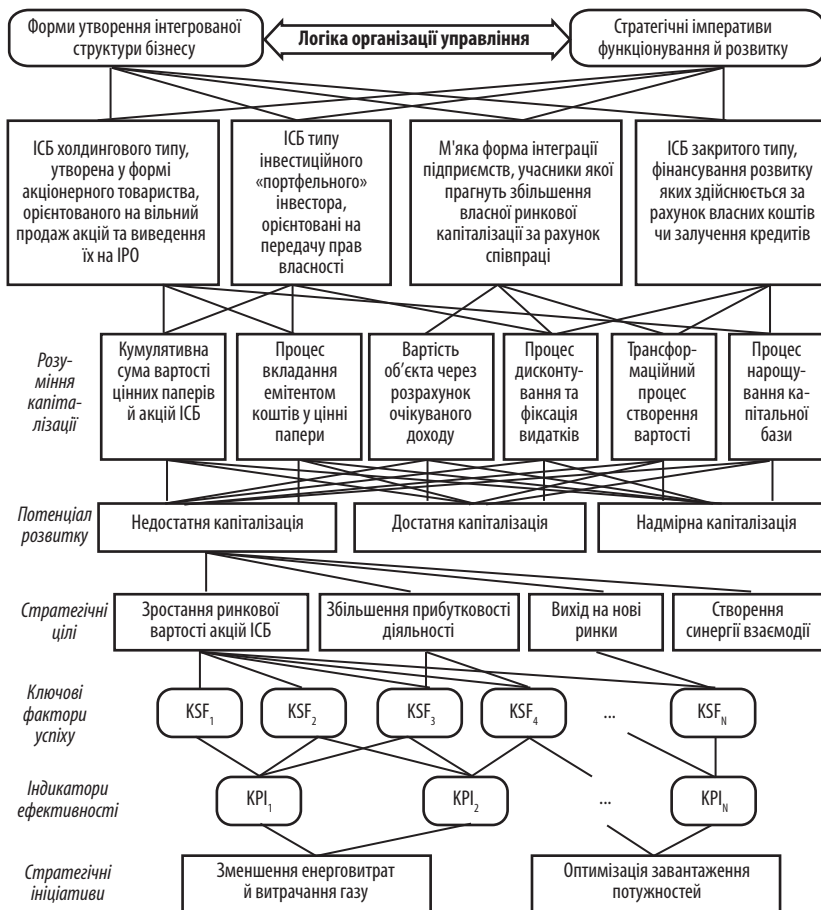 Форми утворення інтегрованої
структури бізнесу
Логіка організації управління
Стратегічні імперативи
функціонування й розвитку
ІСБ холдингового типу,
утворена у формі
акціонерного товариства,
орієнтованого на вільний
продаж акцій та виведення
їх на IPO
ІСБ типу
інвестиційного
«портфельного»
інвестора,
орієнтовані на
передачу прав
власності
М'яка форма інтеграції
підприємств, учасники якої
прагнуть збільшення
власної ринкової
капіталізації за рахунок
співпраці
ІСБ закритого типу,
фінансування розвитку
яких здійснюється за
рахунок власних коштів
чи залучення кредитів
Розу-
міння
капіта-
лізації
Кумулятивна
сума вартості
цінних паперів
й акцій ІСБ
Процес
вкладання
емітентом
коштів у цінні
папери
Вартість
об'єкта через
розрахунок
очікуваного
доходу
Процес
дисконту-
вання та
фіксація
видатків
Трансфор-
маційний
процес
створення
вартості
Процес
нарощу-
вання ка-
пітальної
бази
Потенціал
розвитку
Недостатня капіталізація
Достатня капіталізація
Надмірна капіталізація
Стратегічні
цілі
Зростання ринкової
вартості акцій ІСБ
Збільшення прибутковості
діяльності
Вихід на нові
ринки
Створення
синергії взаємодії
Ключові
фактори
успіху
KSF1
KSF2
KSF3
KSF4
...
KSFN
Індикатори
ефективності
KPI1
KPI2
...
KPIN
Стратегічні
ініціативи
Зменшення енерговитрат
й витрачання газу
Оптимізація завантаження
потужностей